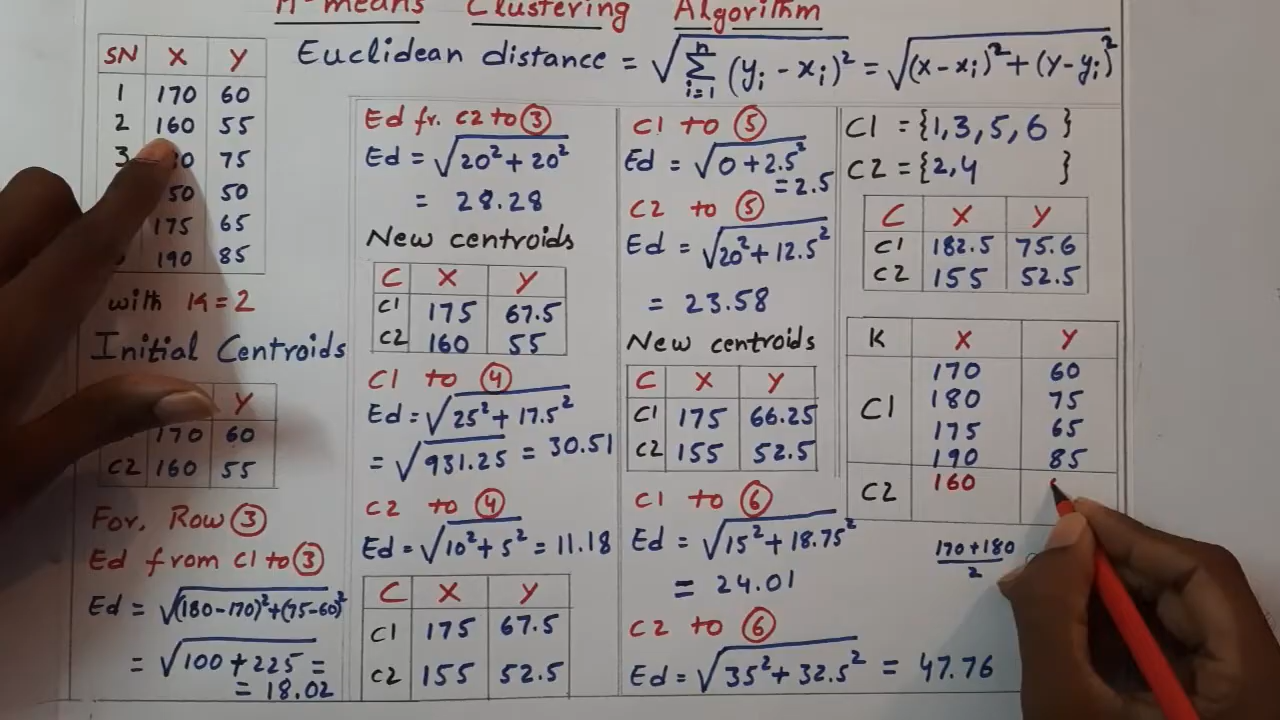 K-means Clustering Algorithm
SN X Y
1 170 60
2 160 55
3 80 75
50 50
175 65
190 85
with K=2
Initial Centroids
Y
170 60
C2 160 55
For, Row ③
Ed from C1 to ③
Ed = √(180-170)²+(75-60)²
= √100+225 =
= 18.02
Euclidean distance = √∑ⁿᵢ₌₁ (yᵢ - xᵢ)² = √(x-xᵢ)²+(y-yᵢ)²
Ed fr. C2 to ③
Ed = √20²+20²
= 28.28
New centroids
C X Y
C1 175 67.5
C2 160 55
C1 to ④
Ed = √25²+17.5²
= √931.25 = 30.51
C2 to ④
Ed = √10²+5² = 11.18
C X Y
C1 175 67.5
C2 155 52.5
C1 to ⑤
Ed = √0+2.5²
= 2.5
C2 to ⑤
Ed = √20²+12.5²
= 23.58
New centroids
C X Y
C1 175 66.25
C2 155 52.5
C1 to ⑥
Ed = √15²+18.75²
= 24.01
C2 to ⑥
Ed = √35²+32.5² = 47.76
C1 = {1,3,5,6 }
C2 = {2,4 }
C X Y
C1 182.5 75.6
C2 155 52.5
K X Y
170 60
C1 180 75
175 65
190 85
C2 160
170+180
2